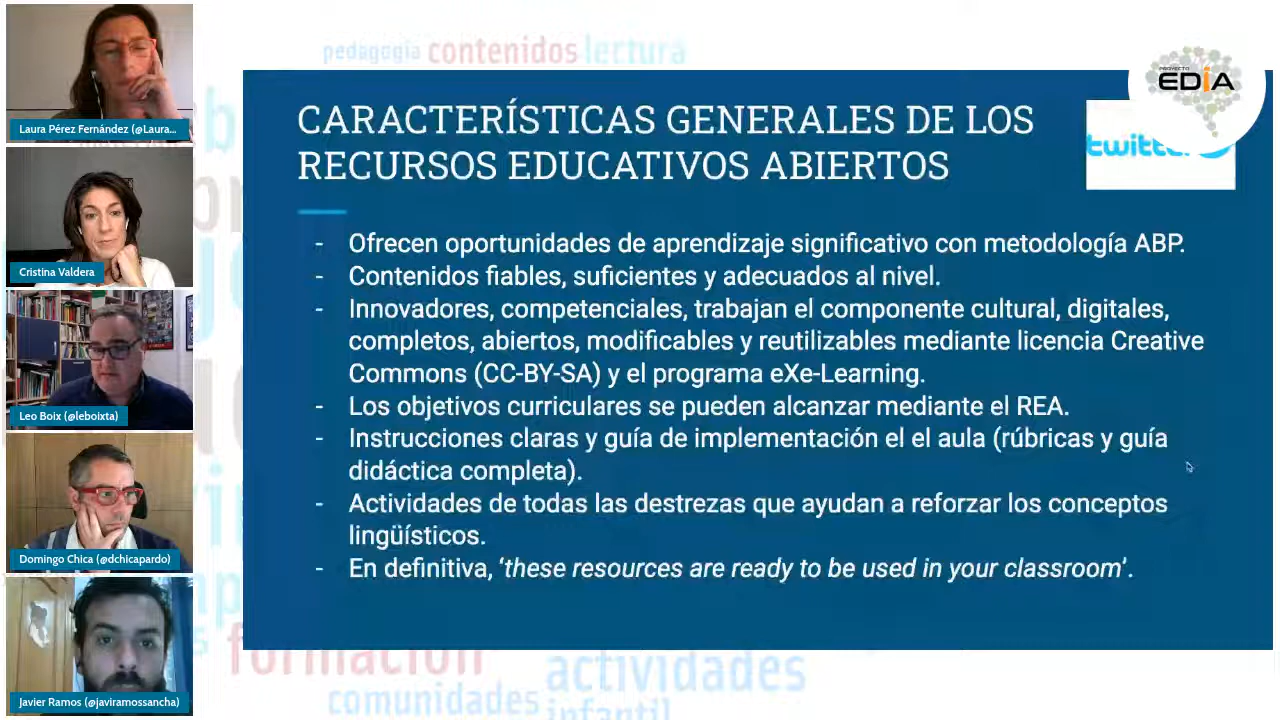 pedagogía contenidos lectura
PROYECTO
EDIA
twitter
CARACTERÍSTICAS GENERALES DE LOS
RECURSOS EDUCATIVOS ABIERTOS
- Ofrecen oportunidades de aprendizaje significativo con metodología ABP.
- Contenidos fiables, suficientes y adecuados al nivel.
- Innovadores, competenciales, trabajan el componente cultural, digitales,
completos, abiertos, modificables y reutilizables mediante licencia Creative
Commons (CC-BY-SA) y el programa eXe-Learning.
- Los objetivos curriculares se pueden alcanzar mediante el REA.
- Instrucciones claras y guía de implementación el el aula (rúbricas y guía
didáctica completa).
- Actividades de todas las destrezas que ayudan a reforzar los conceptos
lingüísticos.
- En definitiva, ‘these resources are ready to be used in your classroom’.
Laura Pérez Fernández (@Laura...
Cristina Valdera
Leo Boix (@leboixta)
Domingo Chica (@dchicapardo)
Javier Ramos (@javiramossancha)
formación
actividades
comunidades
infantil